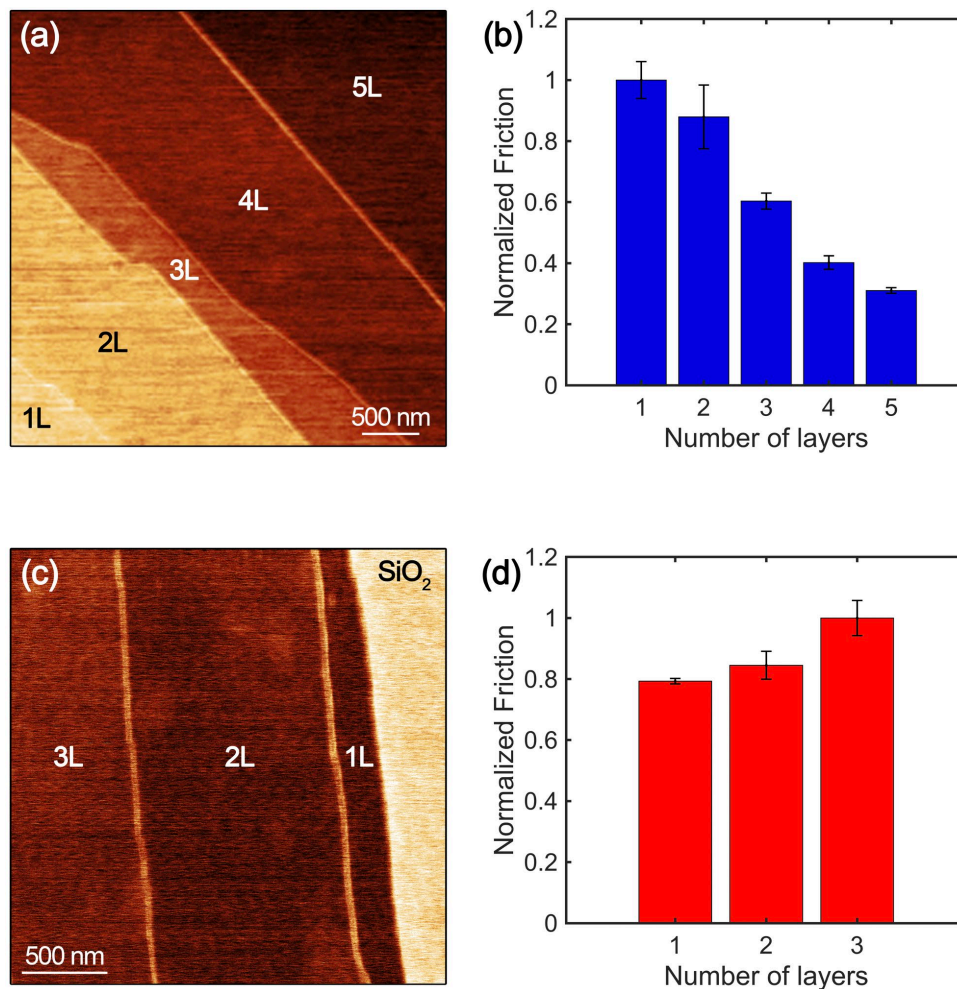 (a)
5L
4L
3L
2L
1L
500 nm
(b)
Normalized Friction
1.2
1
0.8
0.6
0.4
0.2
0
1 2 3 4 5
Number of layers
(c)
SiO₂
3L 2L 1L
500 nm
(d)
Normalized Friction
1.2
1
0.8
0.6
0.4
0.2
0
1 2 3
Number of layers